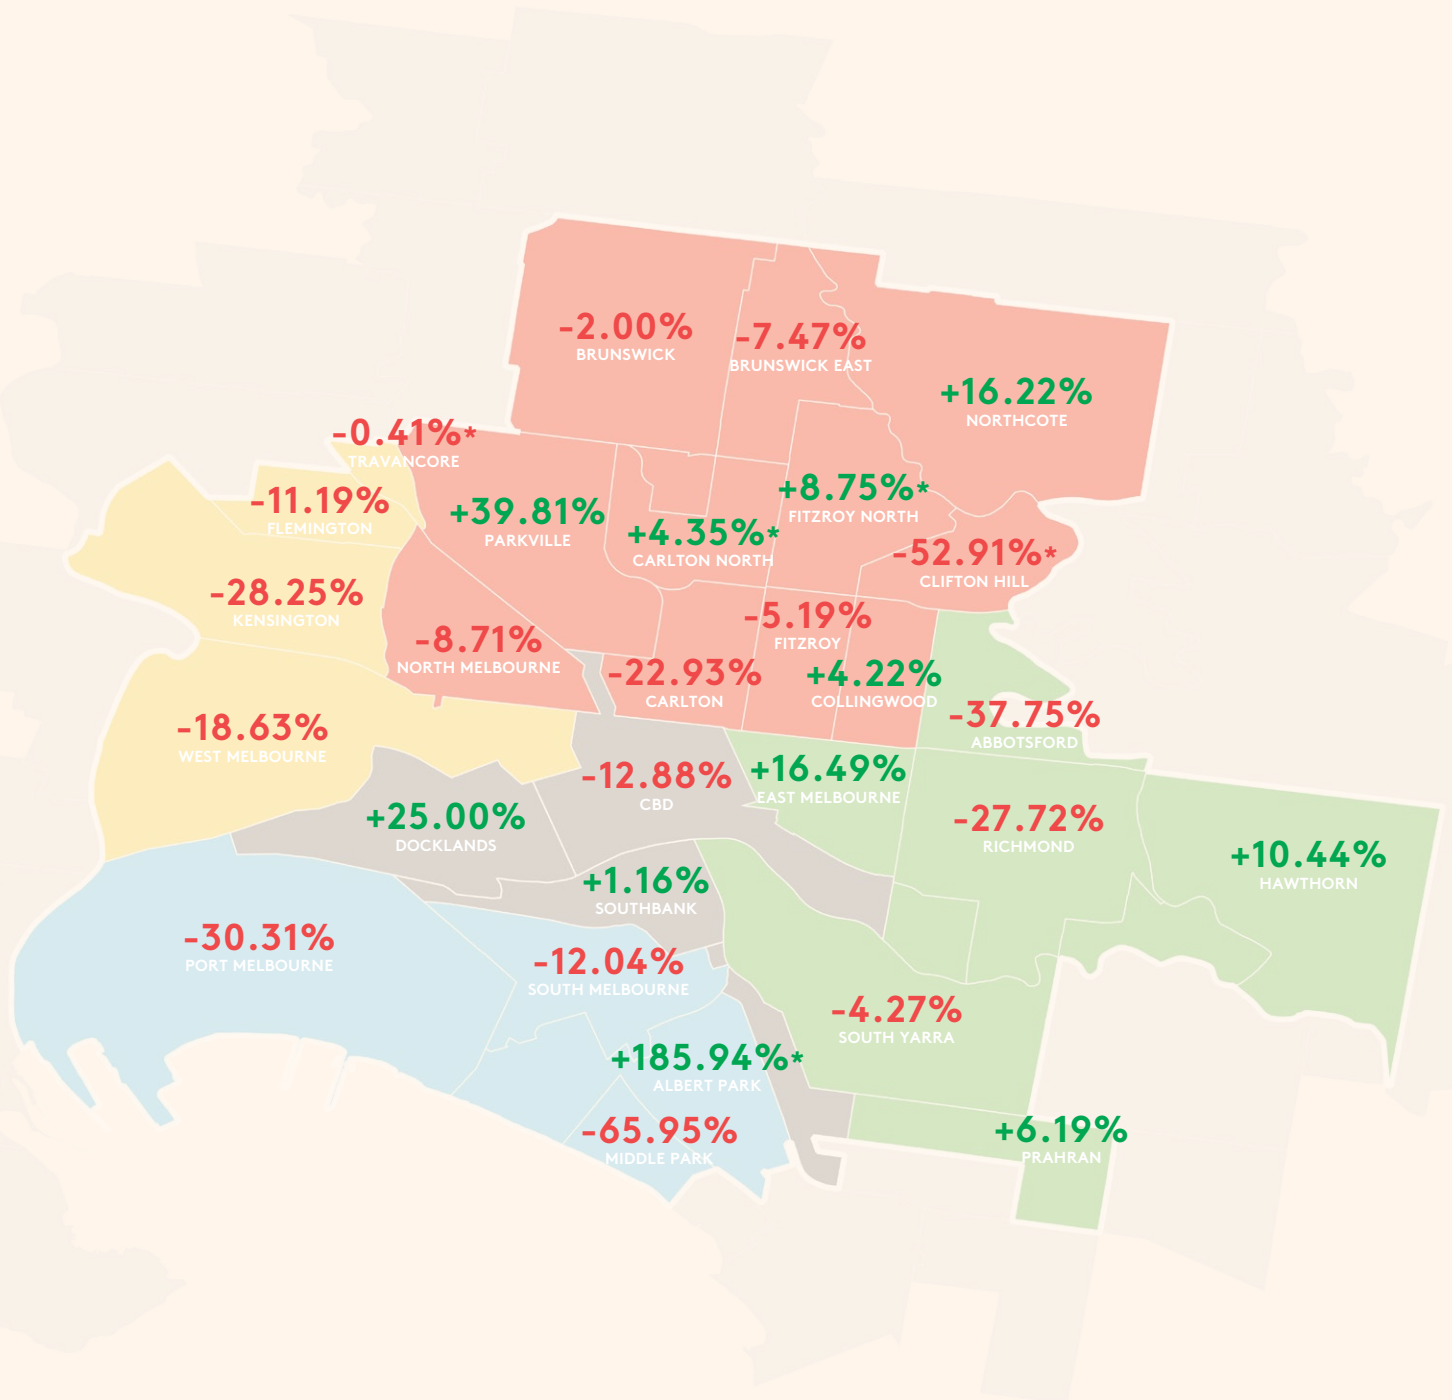 -2.00%
BRUNSWICK
-7.47%
BRUNSWICK EAST
+16.22%
NORTHCOTE
-0.41%*
TRAVANCORE
-11.19%
FLEMINGTON
+39.81%
PARKVILLE
+4.35%*
CARLTON NORTH
+8.75%*
FITZROY NORTH
-52.91%*
CLIFTON HILL
-28.25%
KENSINGTON
-8.71%
NORTH MELBOURNE
-5.19%
FITZROY
-22.93%
CARLTON
+4.22%
COLLINGWOOD
-37.75%
ABBOTSFORD
-18.63%
WEST MELBOURNE
-12.88%
CBD
+16.49%
EAST MELBOURNE
+25.00%
DOCKLANDS
-27.72%
RICHMOND
+10.44%
HAWTHORN
+1.16%
SOUTHBANK
-30.31%
PORT MELBOURNE
-12.04%
SOUTH MELBOURNE
-4.27%
SOUTH YARRA
+185.94%*
ALBERT PARK
-65.95%
MIDDLE PARK
+6.19%
PRAHRAN